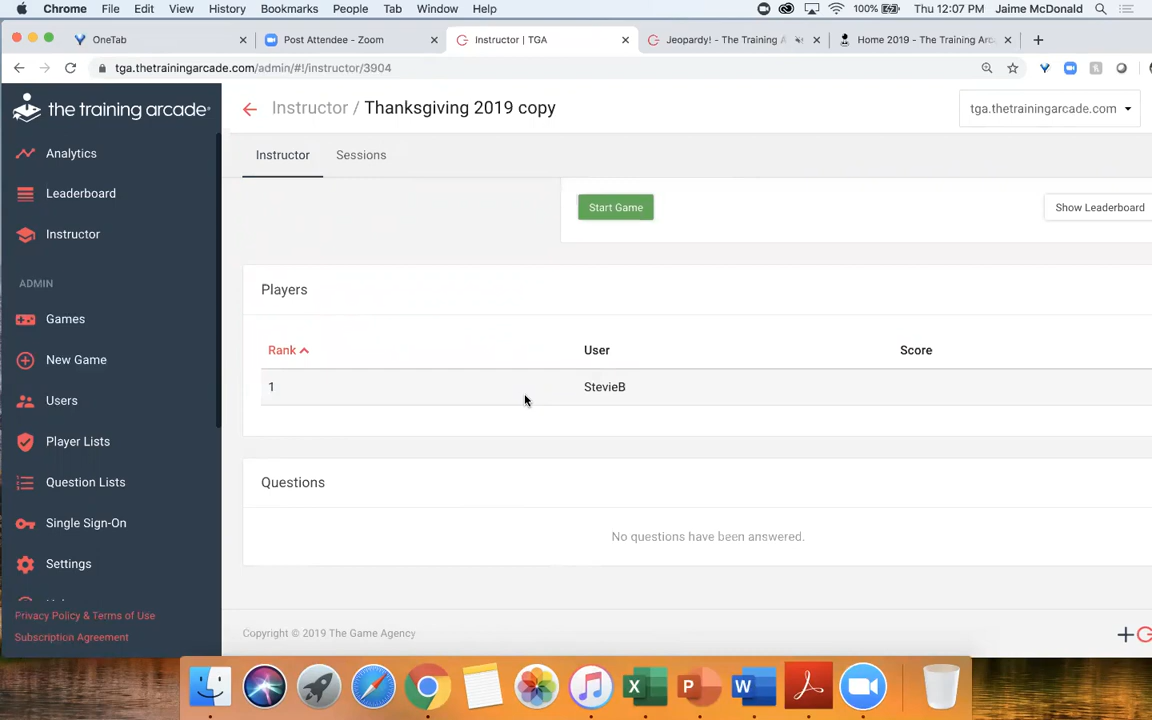 Chrome File Edit View History Bookmarks People Tab Window Help 100% Thu 12:07 PM Jaime McDonald
OneTab Post Attendee - Zoom Instructor | TGA Jeopardy! - The Training A Home 2019 - The Training Arc
tga.thetrainingarcade.com/admin/#!/instructor/3904
the training arcade
Instructor / Thanksgiving 2019 copy
tga.thetrainingarcade.com
Instructor Sessions
Analytics
Leaderboard
Instructor
ADMIN
Games
New Game
Users
Player Lists
Question Lists
Single Sign-On
Settings
Privacy Policy & Terms of Use
Subscription Agreement
Start Game Show Leaderboard
Players
Rank User Score
1 StevieB
Questions
No questions have been answered.
Copyright © 2019 The Game Agency